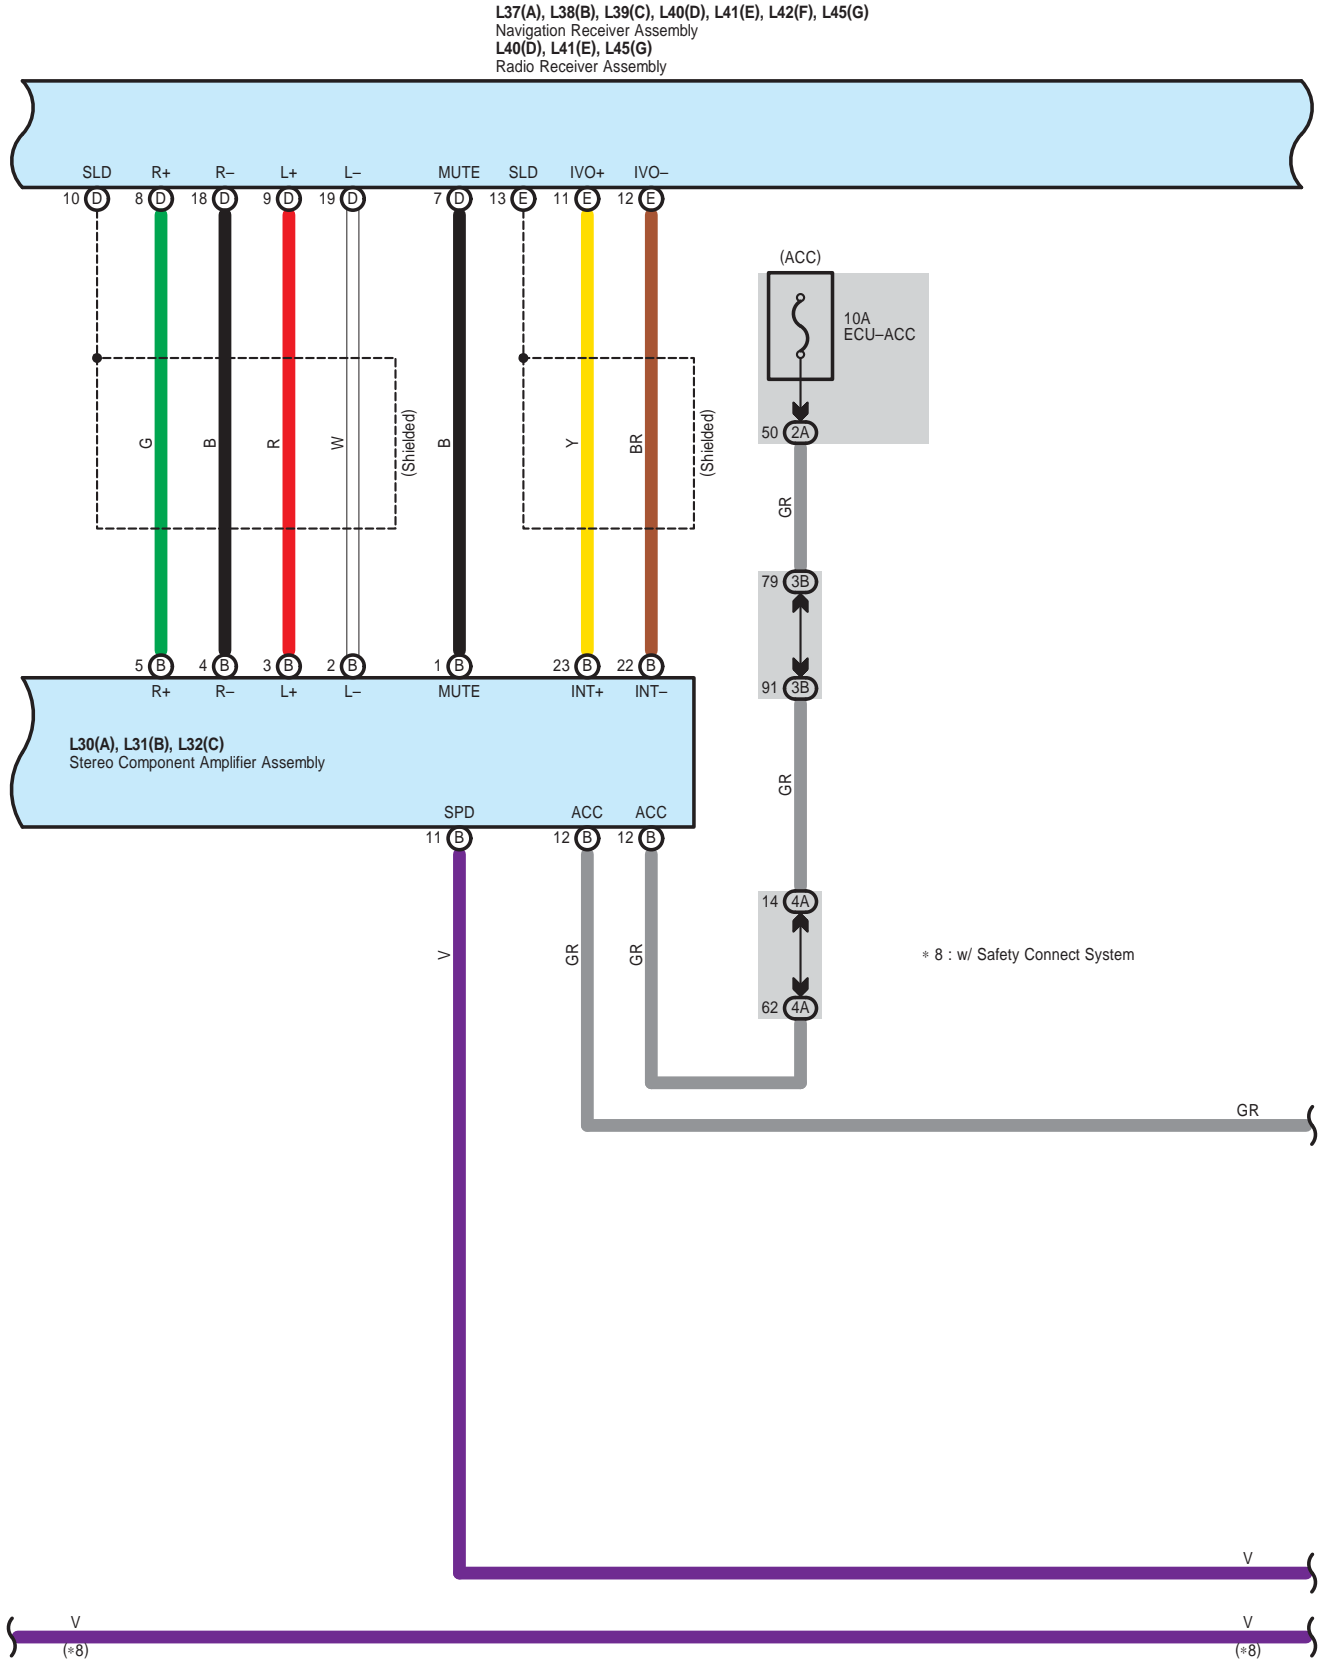 L37(A), L38(B), L39(C), L40(D), L41(E), L42(F), L45(G)
Navigation Receiver Assembly
L40(D), L41(E), L45(G)
Radio Receiver Assembly
SLD R+ R– L+ L– MUTE SLD IVO+ IVO–
10 D 8 D 18 D 9 D 19 D 7 D 13 E 11 E 12 E
(ACC)
10A
ECU–ACC
50 2A
G B R W (Shielded) B Y BR (Shielded)
GR
79 3B
5 B 4 B 3 B 2 B 1 B 23 B 22 B
R+ R– L+ L– MUTE INT+ INT–
91 3B
L30(A), L31(B), L32(C)
Stereo Component Amplifier Assembly
GR
SPD ACC ACC
11 B 12 B 12 B
14 4A
V GR GR
∗ 8 : w/ Safety Connect System
62 4A
GR
V
V V
(∗8) (∗8)